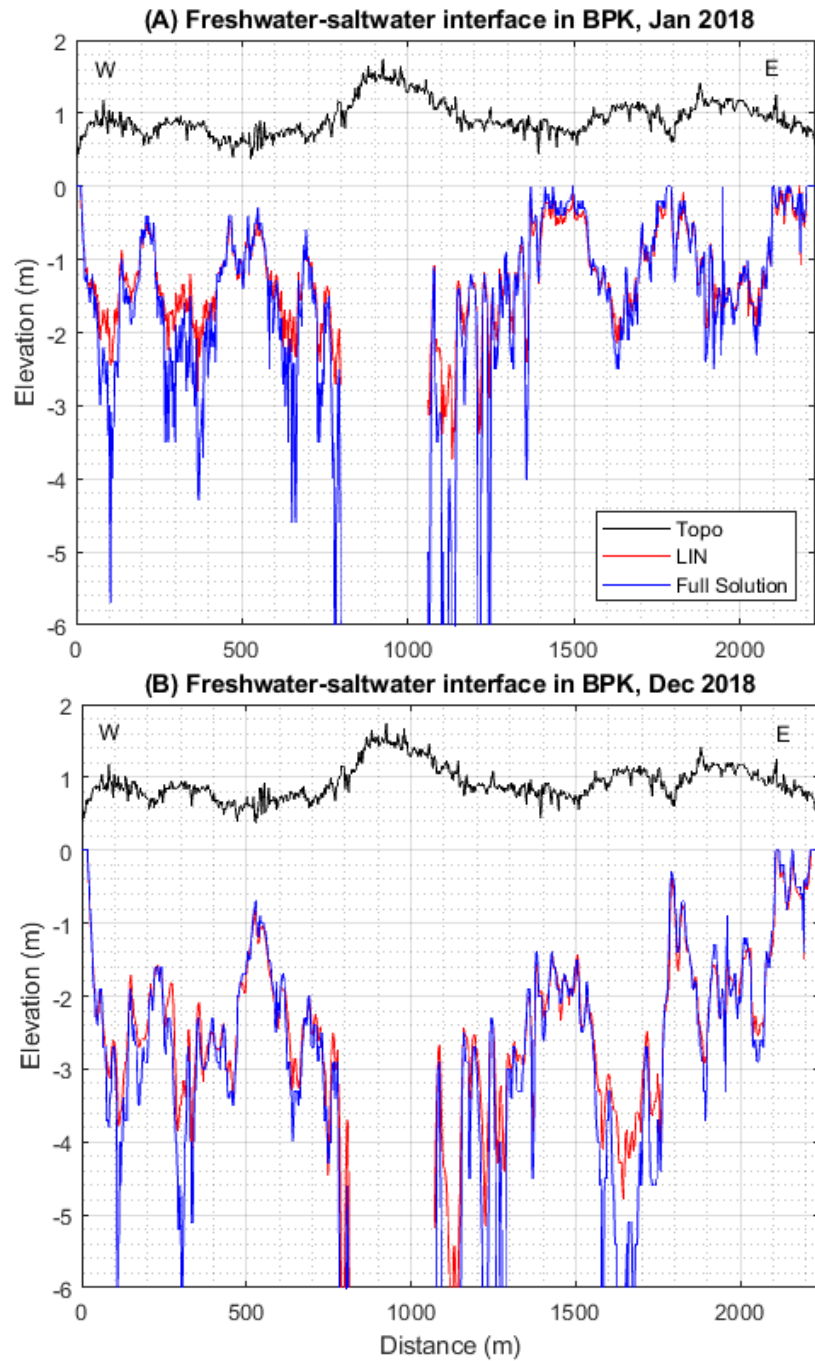 (A) Freshwater-saltwater interface in BPK, Jan 2018
2
W
E
1
0
-1
-2
-3
-4
-5
-6
Elevation (m)
Topo
LIN
Full Solution
0
500
1000
1500
2000
(B) Freshwater-saltwater interface in BPK, Dec 2018
2
W
E
1
0
-1
-2
-3
-4
-5
-6
Elevation (m)
0
500
1000
1500
2000
Distance (m)